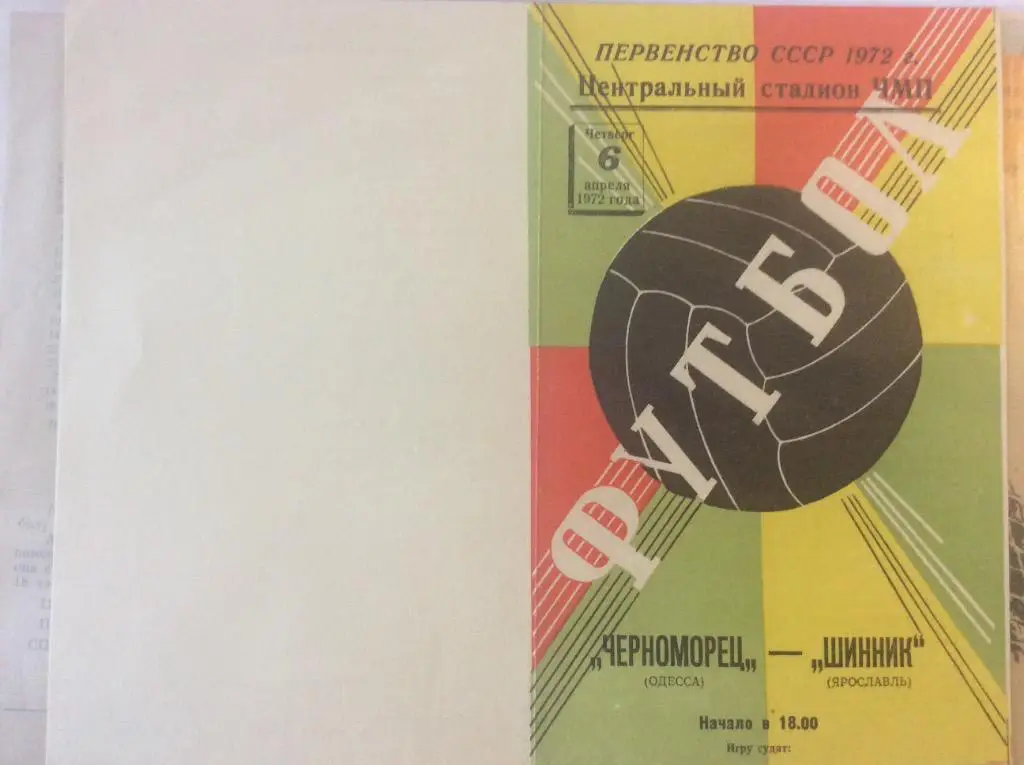 ПЕРВЕНСТВО СССР 1972 г.
Центральный стадион ЧМП
Четверг
6
апреля
1972 года
ФУТБОЛ
„ЧЕРНОМОРЕЦ„ — „ШИННИК“
(ОДЕССА) (ЯРОСЛАВЛЬ)
Начало в 18.00
Игру судят: